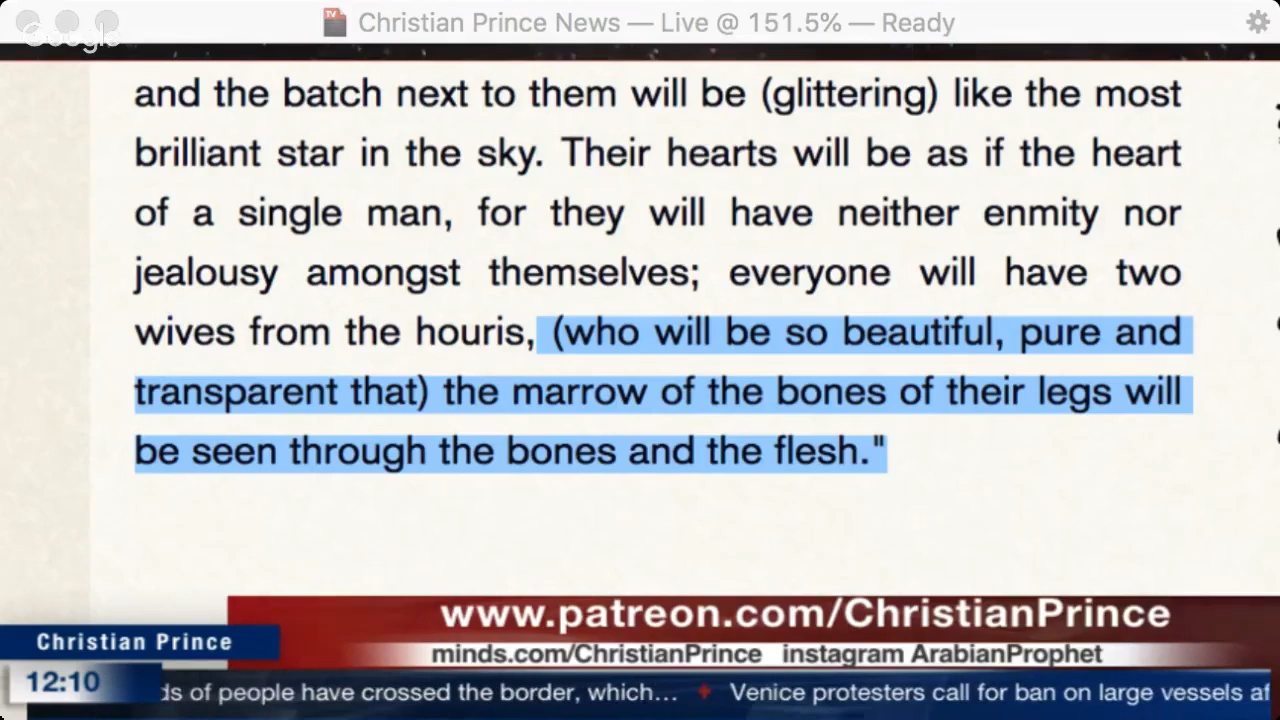 Google
Christian Prince News — Live @ 151.5% — Ready
and the batch next to them will be (glittering) like the most
brilliant star in the sky. Their hearts will be as if the heart
of a single man, for they will have neither enmity nor
jealousy amongst themselves; everyone will have two
wives from the houris, (who will be so beautiful, pure and
transparent that) the marrow of the bones of their legs will
be seen through the bones and the flesh."
www.patreon.com/ChristianPrince
Christian Prince
minds.com/ChristianPrince instagram ArabianProphet
12:10
ds of people have crossed the border, which... Venice protesters call for ban on large vessels af